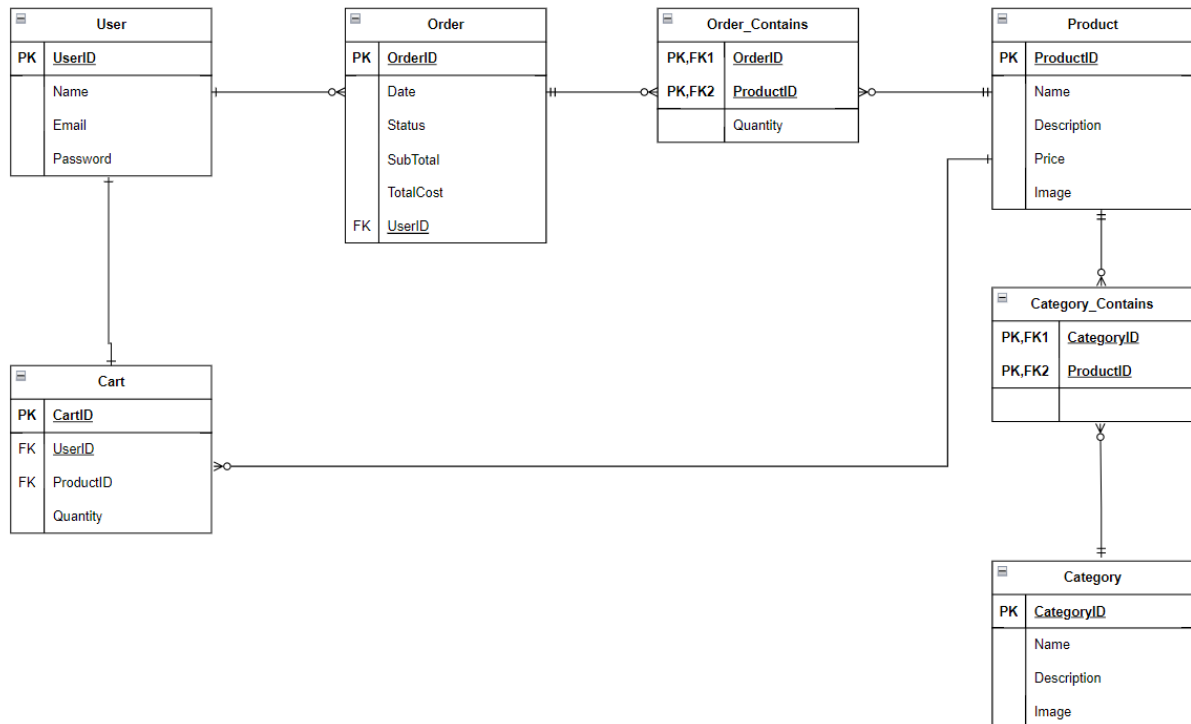 User
PK UserID
Name
Email
Password
Order
PK OrderID
Date
Status
SubTotal
TotalCost
FK UserID
Order_Contains
PK,FK1 OrderID
PK,FK2 ProductID
Quantity
Product
PK ProductID
Name
Description
Price
Image
Cart
PK CartID
FK UserID
FK ProductID
Quantity
Category_Contains
PK,FK1 CategoryID
PK,FK2 ProductID
Category
PK CategoryID
Name
Description
Image